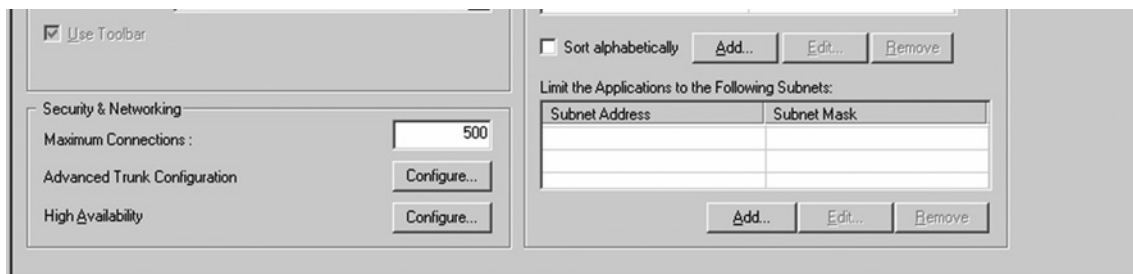 Use Toolbar
Security & Networking
Maximum Connections : 500
Advanced Trunk Configuration Configure...
High Availability Configure...
Sort alphabetically Add... Edit... Remove
Limit the Applications to the Following Subnets:
Subnet Address Subnet Mask
Add... Edit... Remove